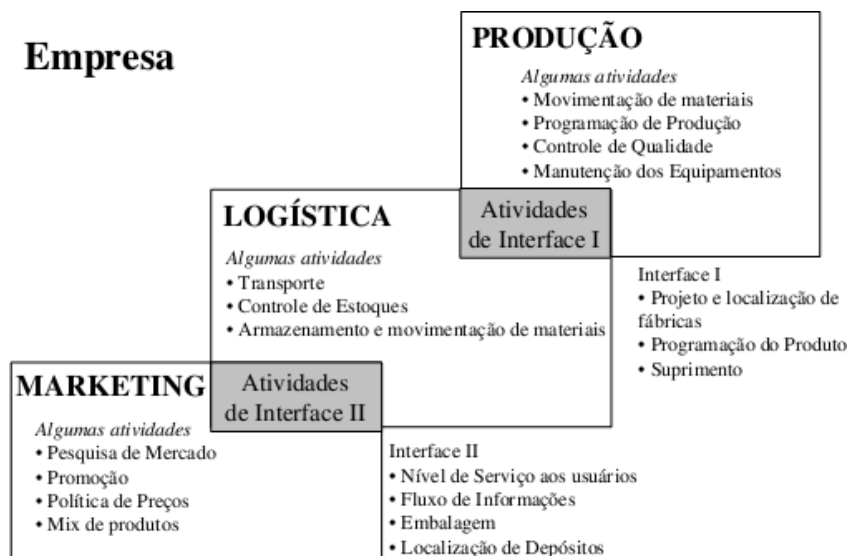 Empresa
PRODUÇÃO
Algumas atividades
• Movimentação de materiais
• Programação de Produção
• Controle de Qualidade
• Manutenção dos Equipamentos
LOGÍSTICA
Algumas atividades
• Transporte
• Controle de Estoques
• Armazenamento e movimentação de materiais
Atividades
de Interface I
Interface I
• Projeto e localização de
fábricas
• Programação do Produto
• Suprimento
MARKETING
Algumas atividades
• Pesquisa de Mercado
• Promoção
• Política de Preços
• Mix de produtos
Atividades
de Interface II
Interface II
• Nível de Serviço aos usuários
• Fluxo de Informações
• Embalagem
• Localização de Depósitos